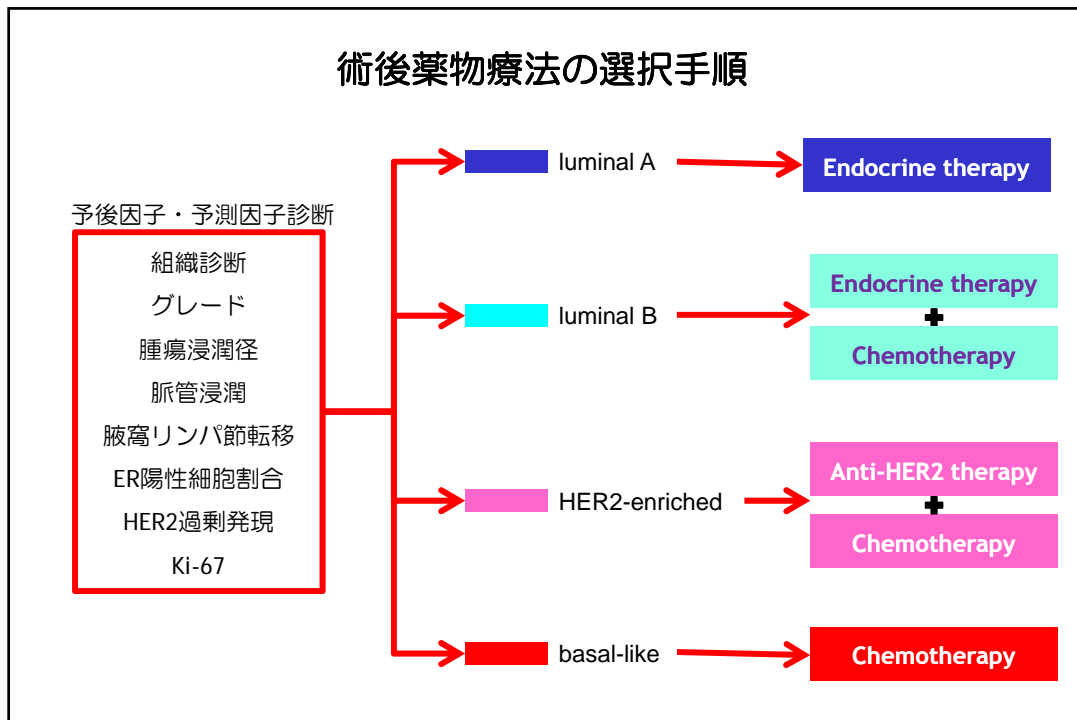 術後薬物療法の選択手順
予後因子・予測因子診断
組織診断
グレード
腫瘍浸潤径
脈管浸潤
腋窩リンパ節転移
ER陽性細胞割合
HER2過剰発現
Ki-67
luminal A
Endocrine therapy
luminal B
Endocrine therapy
+
Chemotherapy
HER2-enriched
Anti-HER2 therapy
+
Chemotherapy
basal-like
Chemotherapy